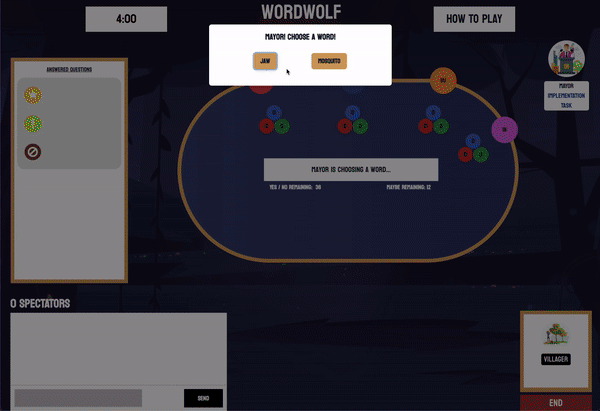 4:00
WORDWOLF
HOW TO PLAY
MAYOR! CHOOSE A WORD!
JAW
MOSQUITO
ANSWERED QUESTIONS
MAYOR
IMPLEMENTATION
TASK
MAYOR IS CHOOSING A WORD...
YES / NO REMAINING: 36
MAYBE REMAINING: 12
0 SPECTATORS
SEND
VILLAGER
END